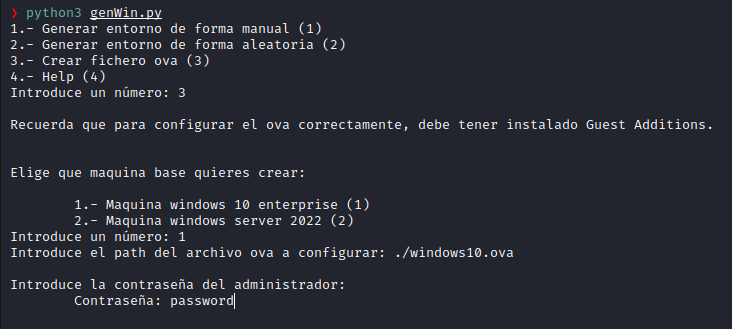 ❯ python3 genWin.py
1.- Generar entorno de forma manual (1)
2.- Generar entorno de forma aleatoria (2)
3.- Crear fichero ova (3)
4.- Help (4)
Introduce un número: 3
Recuerda que para configurar el ova correctamente, debe tener instalado Guest Additions.
Elige que maquina base quieres crear:
1.- Maquina windows 10 enterprise (1)
2.- Maquina windows server 2022 (2)
Introduce un número: 1
Introduce el path del archivo ova a configurar: ./windows10.ova
Introduce la contraseña del administrador:
Contraseña: password